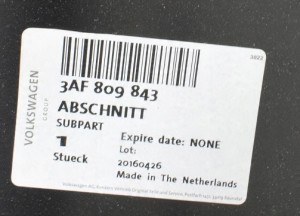 VOLKSWAGEN
GROUP
3AF 809 843
ABSCHNITT
SUBPART
1
Stueck
Expire date: NONE
Lot:
20160426
Made in The Netherlands